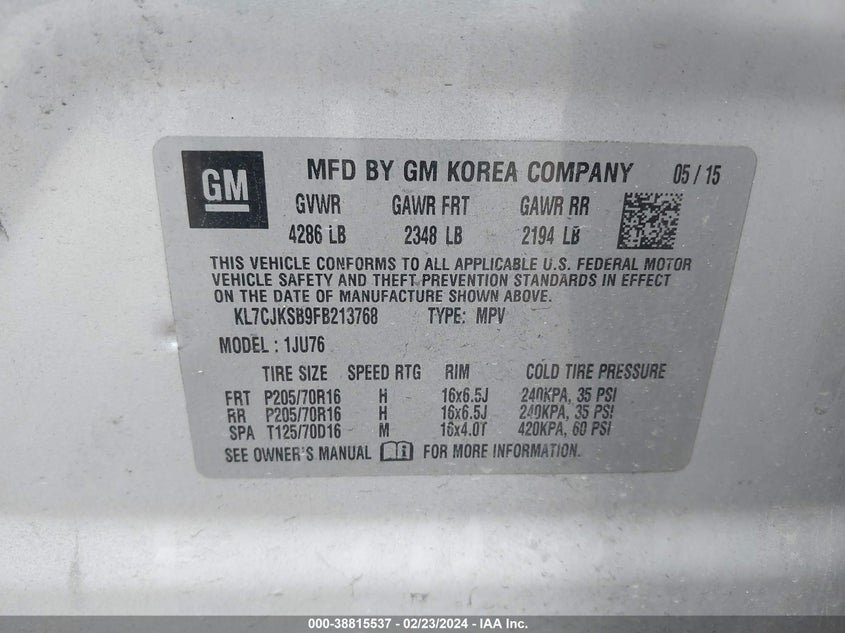 GM
MFD BY GM KOREA COMPANY 05/15
GVWR GAWR FRT GAWR RR
4286 LB 2348 LB 2194 LB
THIS VEHICLE CONFORMS TO ALL APPLICABLE U.S. FEDERAL MOTOR
VEHICLE SAFETY AND THEFT PREVENTION STANDARDS IN EFFECT
ON THE DATE OF MANUFACTURE SHOWN ABOVE.
KL7CJKSB9FB213768 TYPE: MPV
MODEL : 1JU76
TIRE SIZE SPEED RTG RIM COLD TIRE PRESSURE
FRT P205/70R16 H 16x6.5J 240KPA, 35 PSI
RR P205/70R16 H 16x6.5J 240KPA, 35 PSI
SPA T125/70D16 M 16x4.0T 420KPA, 60 PSI
SEE OWNER'S MANUAL FOR MORE INFORMATION.
000-38815537 - 02/23/2024 - IAA Inc.